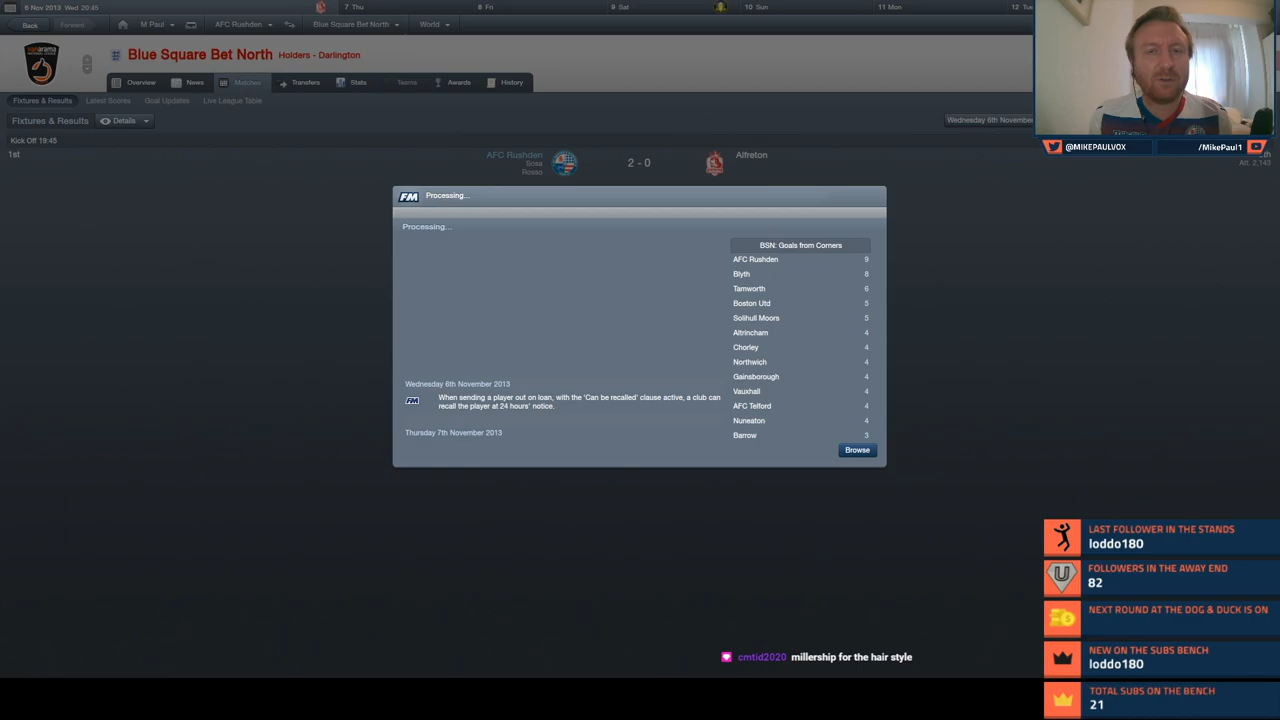 6 Nov 2013 Wed 20:45
7 Thu
8 Fri
9 Sat
10 Sun
11 Mon
12 Tue
Back
Forward
M Paul
AFC Rushden
Blue Square Bet North
World
Blue Square Bet North
Holders - Darlington
Overview
News
Matches
Transfers
Stats
Teams
Awards
History
Fixtures & Results
Latest Scores
Goal Updates
Live League Table
Fixtures & Results
Details
Wednesday 6th November
@MIKEPAULVOX
/MikePaul1
Kick Off 19:45
1st
AFC Rushden
2 - 0
Alfreton
Sosa
Rosso
Att. 2,143
FM
Processing...
Processing...
BSN: Goals from Corners
AFC Rushden 9
Blyth 8
Tamworth 6
Boston Utd 5
Solihull Moors 5
Altrincham 4
Chorley 4
Northwich 4
Gainsborough 4
Vauxhall 4
AFC Telford 4
Nuneaton 4
Barrow 3
Wednesday 6th November 2013
FM
When sending a player out on loan, with the 'Can be recalled' clause active, a club can
recall the player at 24 hours' notice.
Thursday 7th November 2013
Browse
LAST FOLLOWER IN THE STANDS
loddo180
FOLLOWERS IN THE AWAY END
82
NEXT ROUND AT THE DOG & DUCK IS ON
NEW ON THE SUBS BENCH
loddo180
TOTAL SUBS ON THE BENCH
21
cmtid2020 millership for the hair style